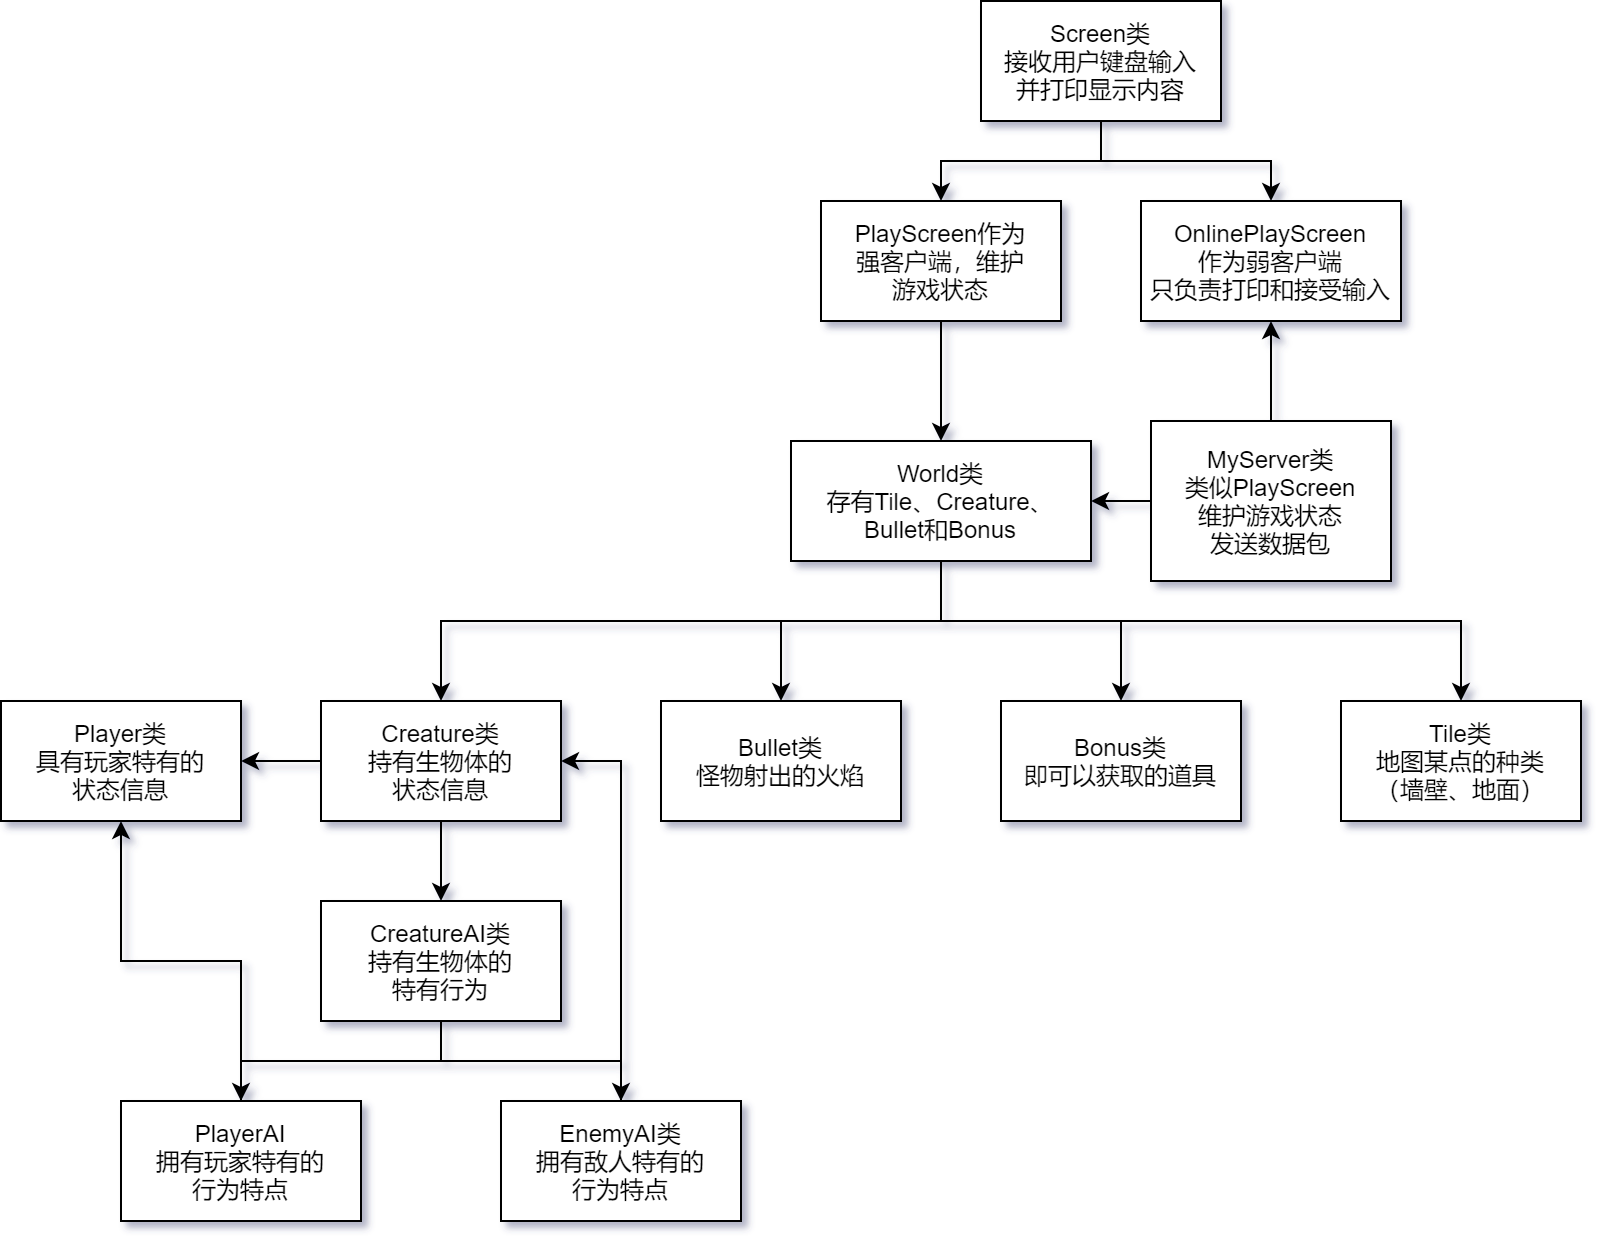 Screen类
接收用户键盘输入
并打印显示内容
PlayScreen作为
强客户端，维护
游戏状态
OnlinePlayScreen
作为弱客户端
只负责打印和接受输入
World类
存有Tile、Creature、
Bullet和Bonus
MyServer类
类似PlayScreen
维护游戏状态
发送数据包
Player类
具有玩家特有的
状态信息
Creature类
持有生物体的
状态信息
Bullet类
怪物射出的火焰
Bonus类
即可以获取的道具
Tile类
地图某点的种类
（墙壁、地面）
CreatureAI类
持有生物体的
特有行为
PlayerAI
拥有玩家特有的
行为特点
EnemyAI类
拥有敌人特有的
行为特点